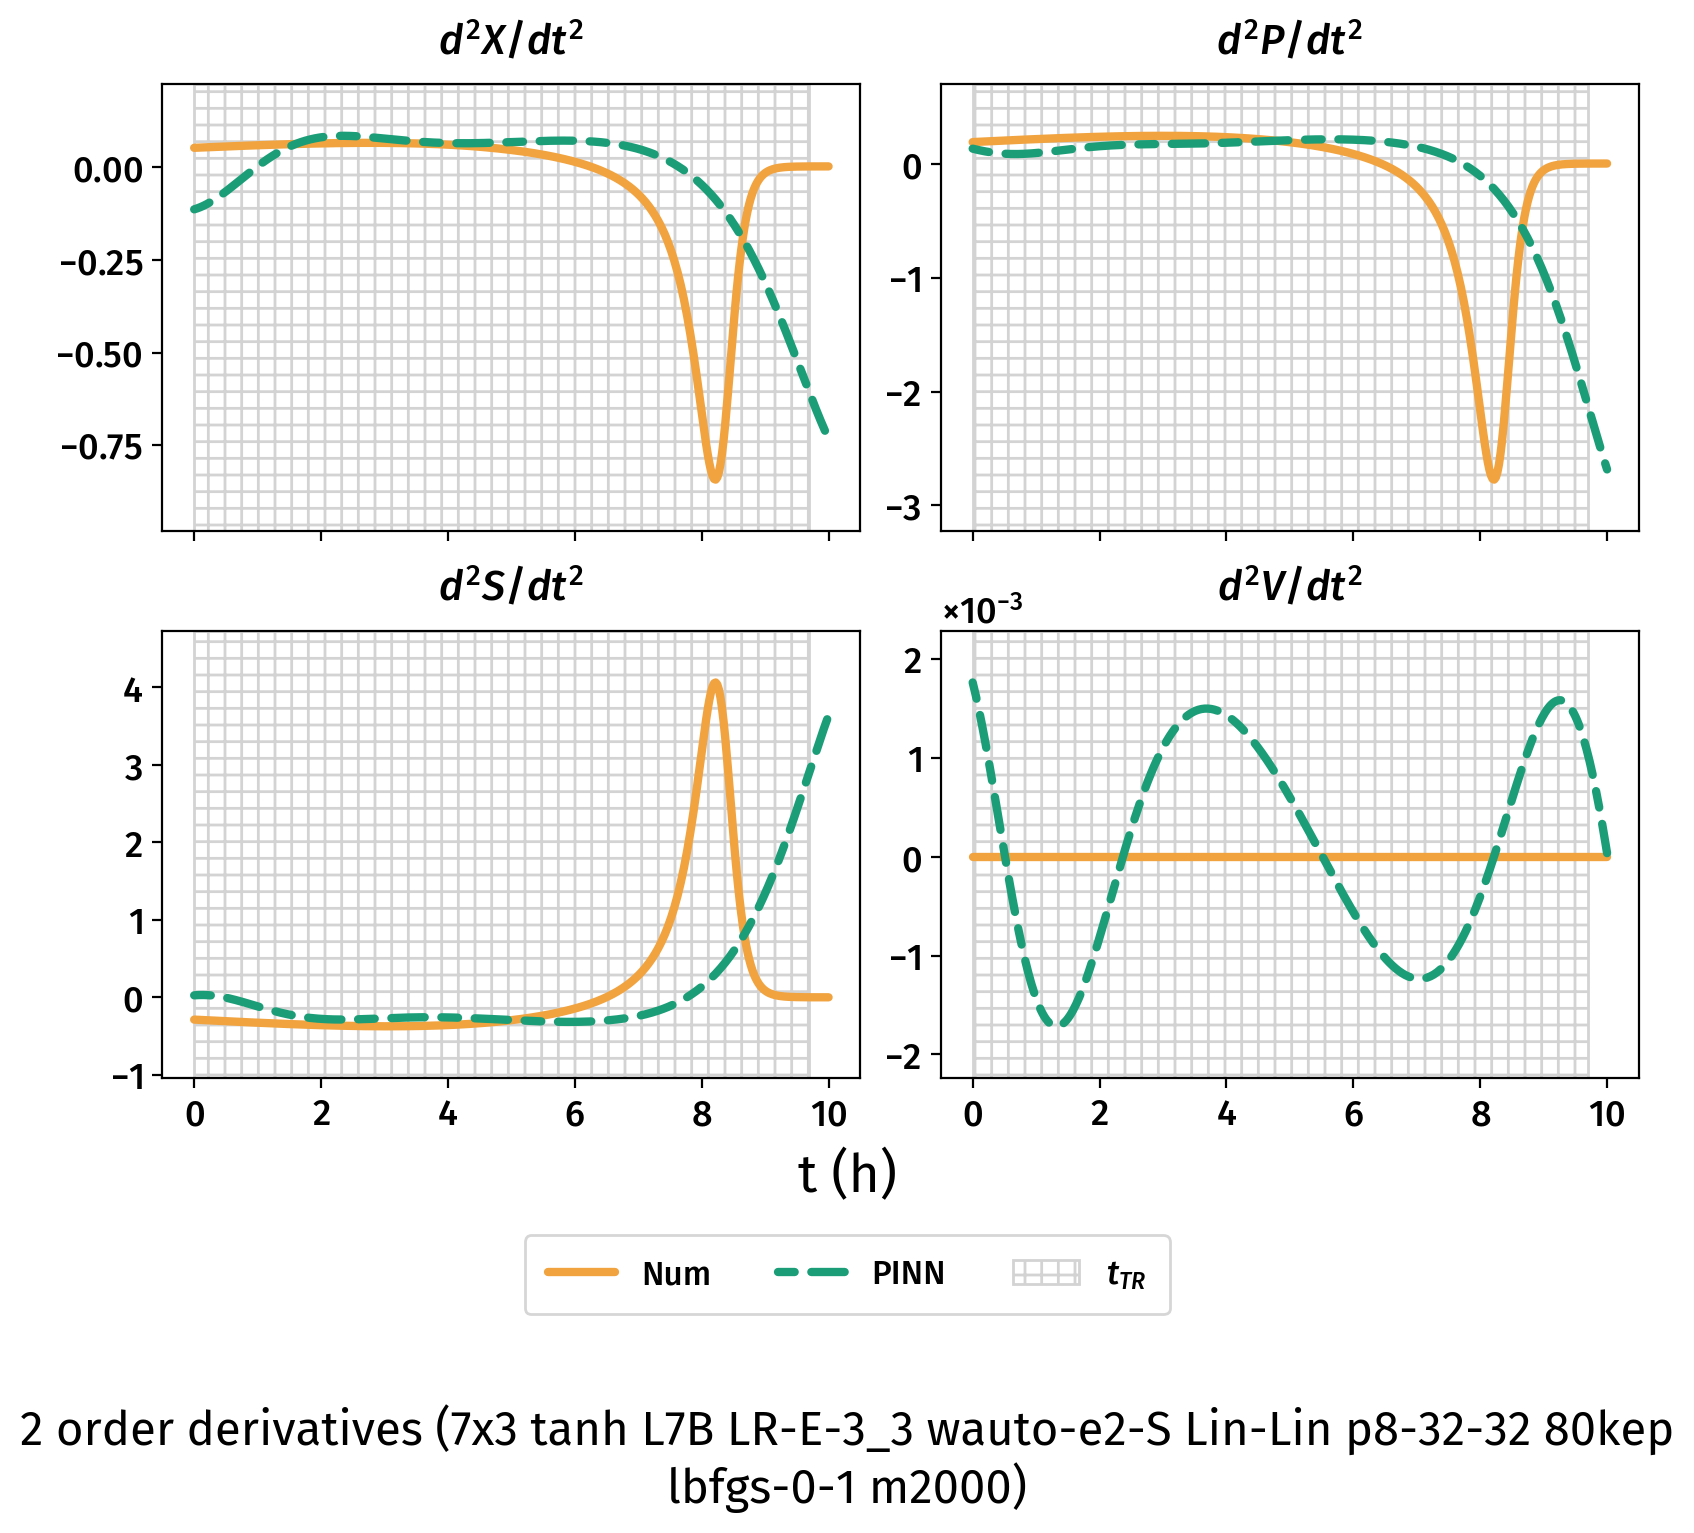 d²X/dt²
d²P/dt²
0.00
−0.25
−0.50
−0.75
0
−1
−2
−3
d²S/dt²
d²V/dt²
×10⁻³
4
3
2
1
0
−1
2
1
0
−1
−2
0 2 4 6 8 10
0 2 4 6 8 10
t (h)
Num PINN t_TR
2 order derivatives (7x3 tanh L7B LR-E-3_3 wauto-e2-S Lin-Lin p8-32-32 80kep
lbfgs-0-1 m2000)